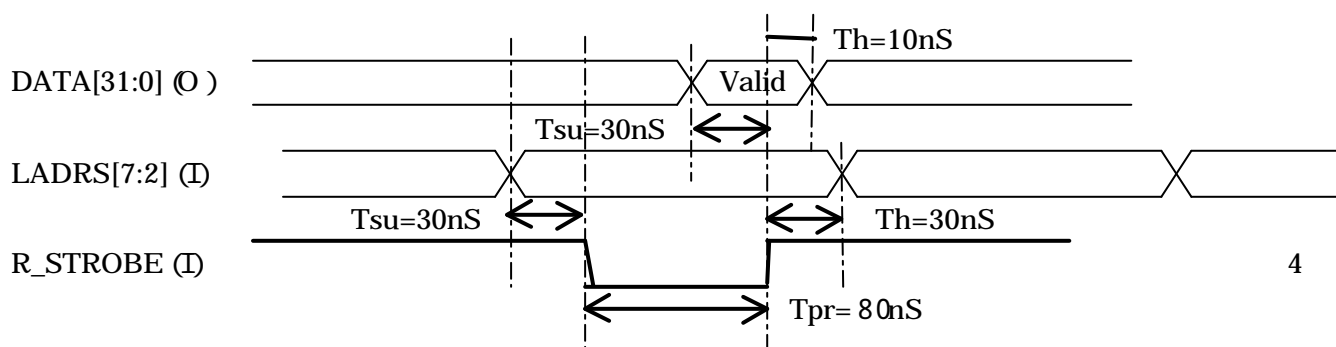 Th=10nS
DATA[31:0] (O )
Valid
Tsu=30nS
LADRS[7:2] (I)
Tsu=30nS
Th=30nS
R_STROBE (I)
4
Tpr= 80nS